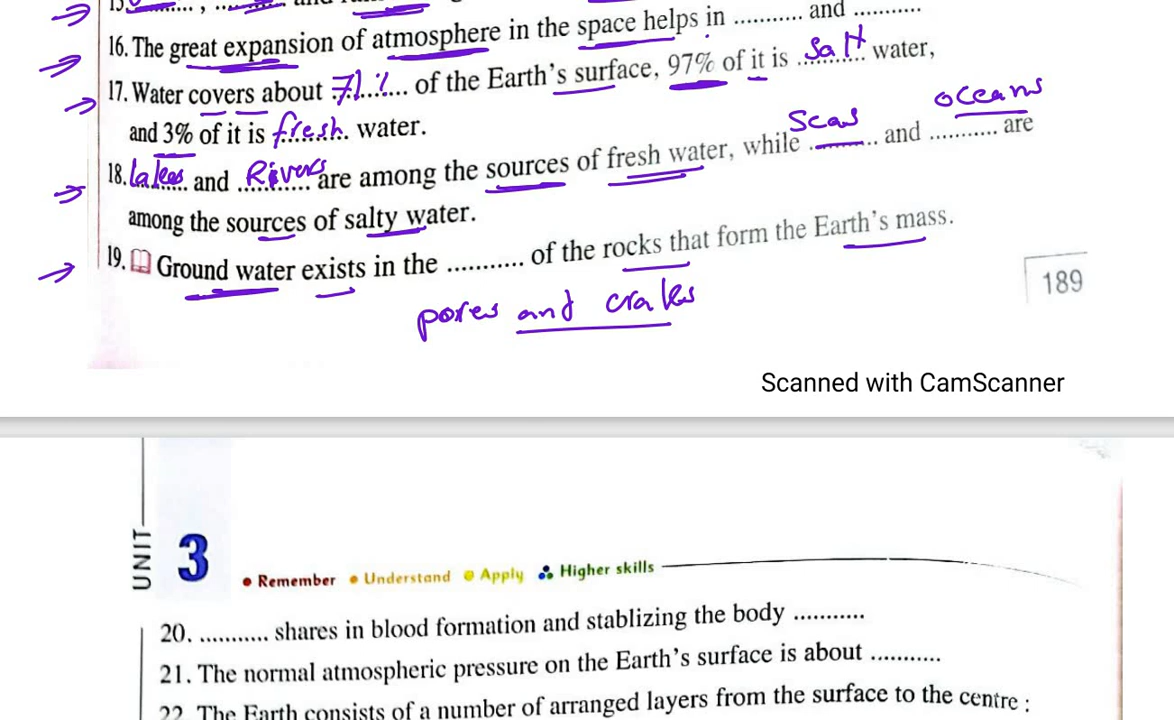 16. The great expansion of atmosphere in the space helps in ........... and ...........
17. Water covers about 71% of the Earth's surface, 97% of it is Salt water,
and 3% of it is fresh. water.
oceans
18. lakes and Rivers are among the sources of fresh water, while Seas and ........... are
among the sources of salty water.
19. Ground water exists in the ........... of the rocks that form the Earth's mass.
pores and craks
189
Scanned with CamScanner
UNIT 3
• Remember • Understand • Apply Higher skills
20. ........... shares in blood formation and stablizing the body ...........
21. The normal atmospheric pressure on the Earth's surface is about ...........
22. The Earth consists of a number of arranged layers from the surface to the centre :